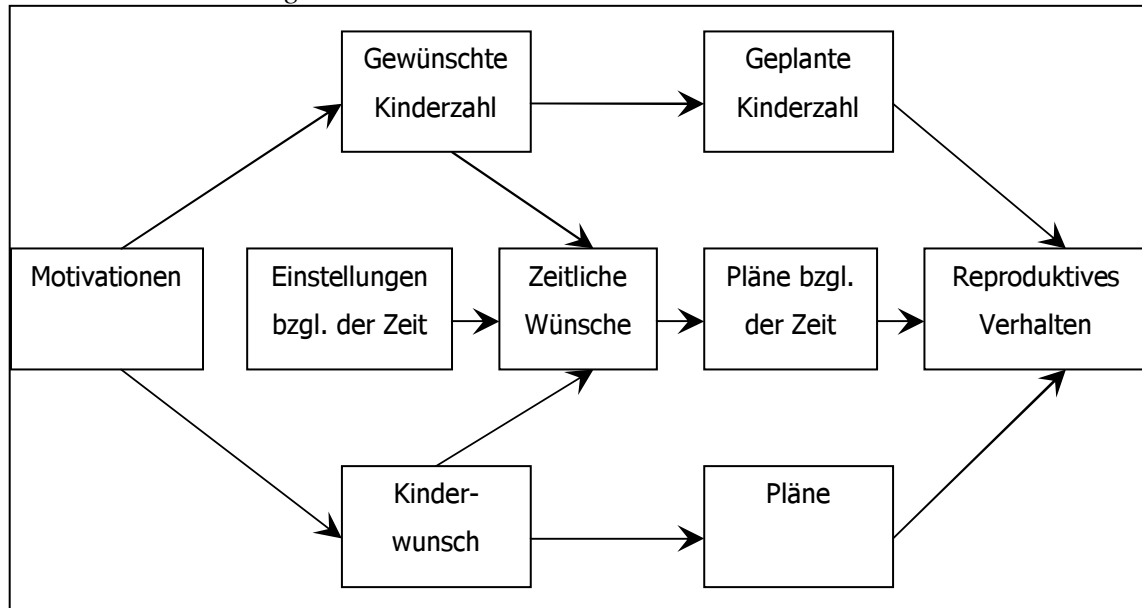 Gewünschte
Kinderzahl
Geplante
Kinderzahl
Motivationen
Einstellungen
bzgl. der Zeit
Zeitliche
Wünsche
Pläne bzgl.
der Zeit
Reproduktives
Verhalten
Kinder-
wunsch
Pläne